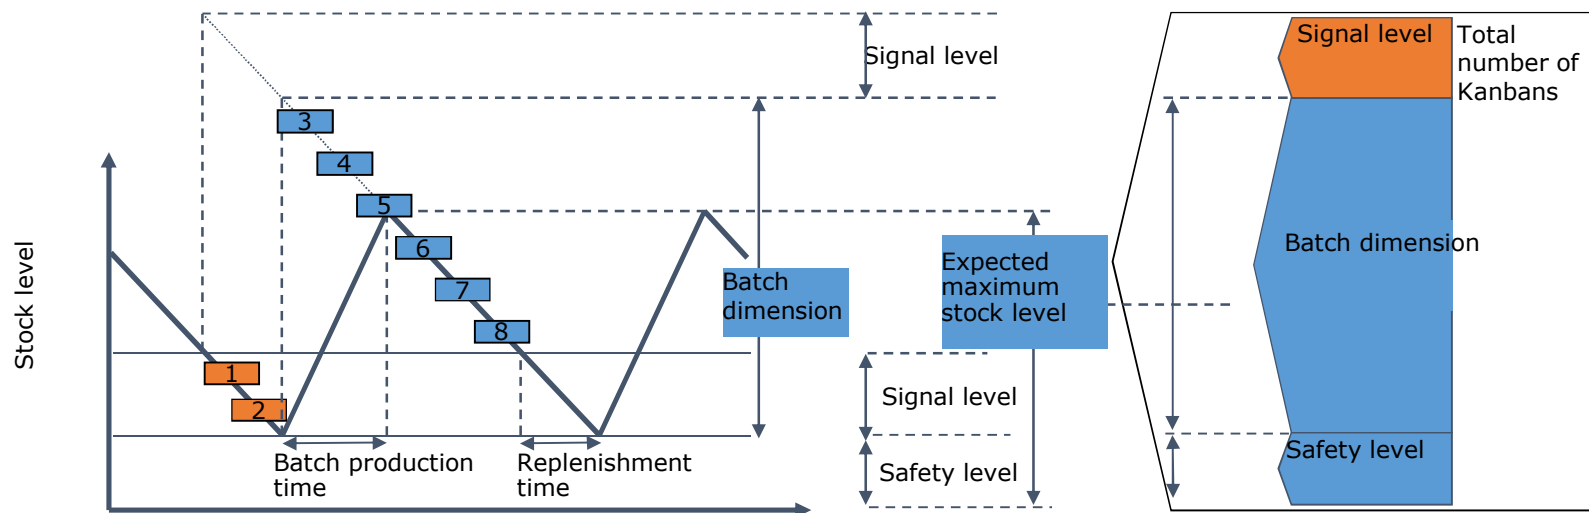 Signal level
Signal level
Total
number of
Kanbans
3
4
5
6
7
8
1
2
Stock level
Batch
dimension
Expected
maximum
stock level
Batch dimension
Signal level
Safety level
Batch production
time
Replenishment
time
Safety level